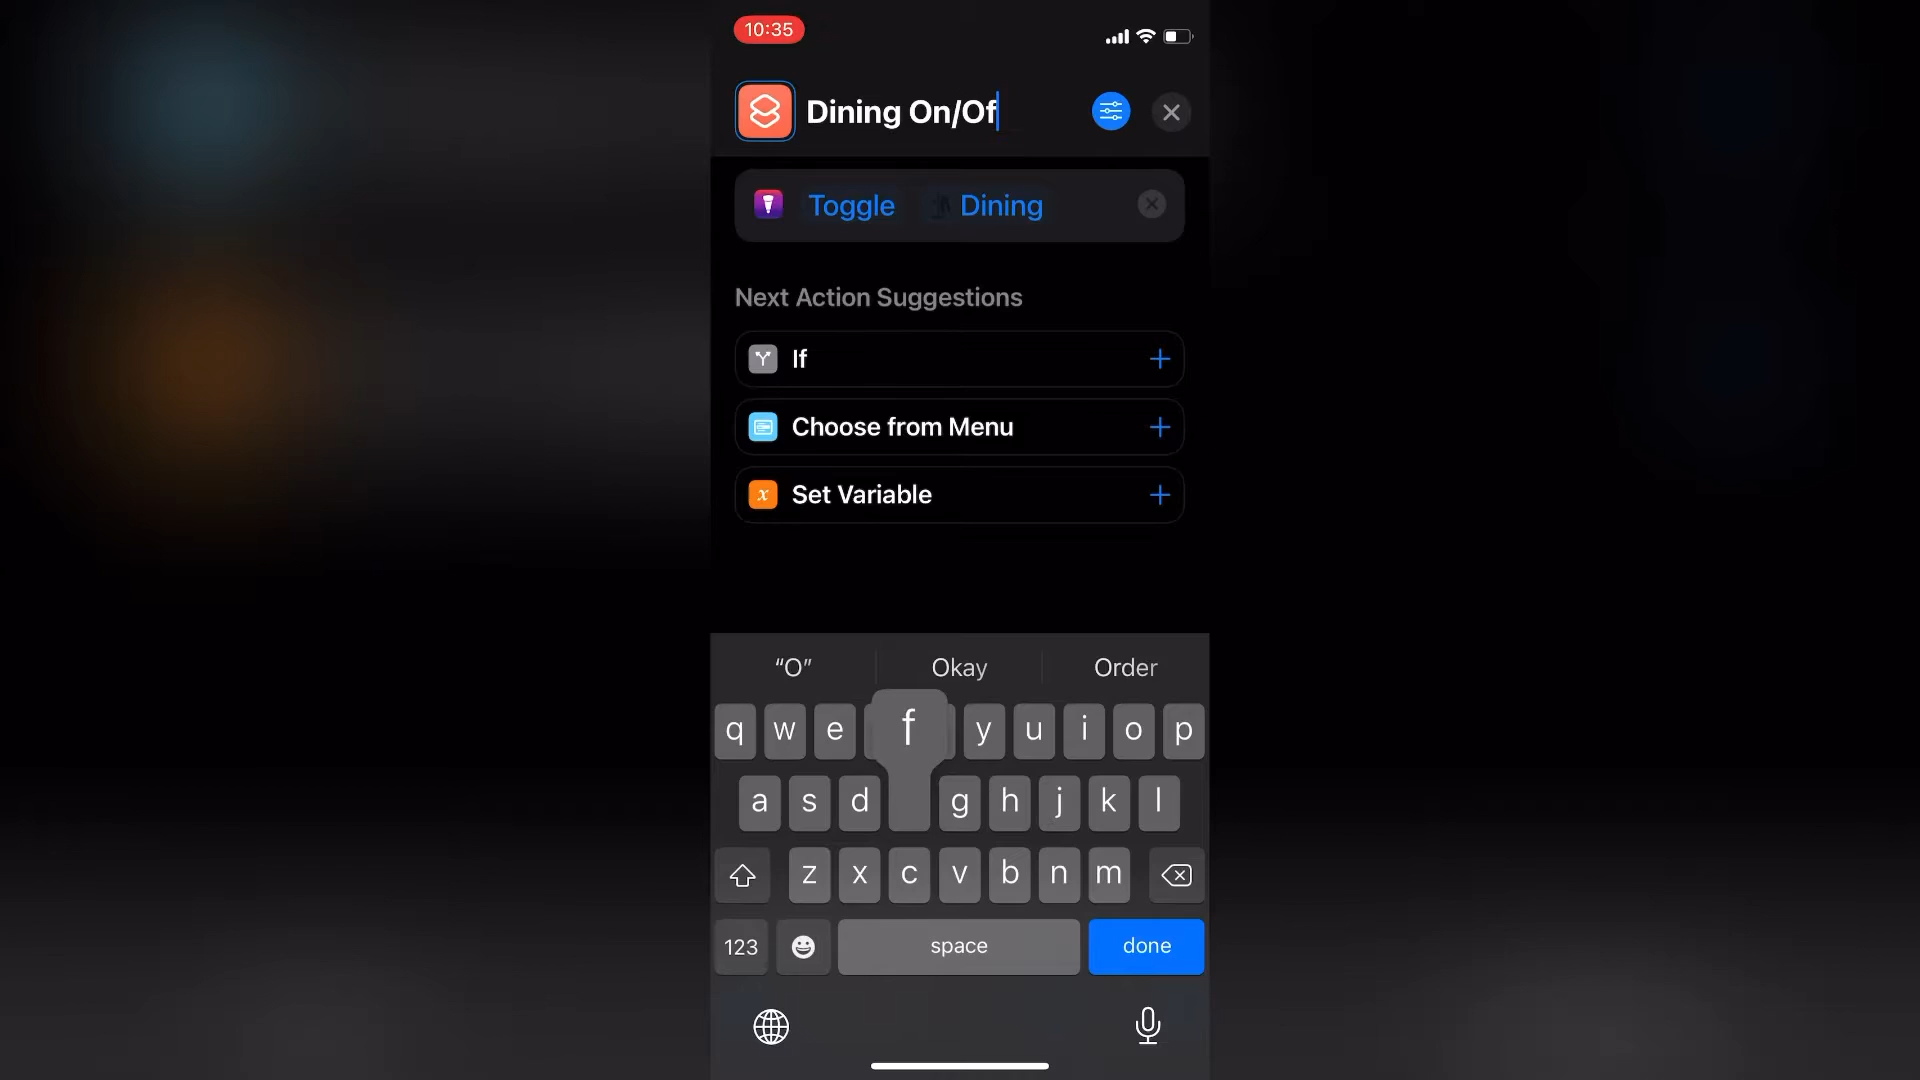 10:35
Dining On/Of
Toggle Dining
Next Action Suggestions
If
Choose from Menu
x Set Variable
“O” Okay Order
q w e f y u i o p
a s d g h j k l
z x c v b n m
123 space done